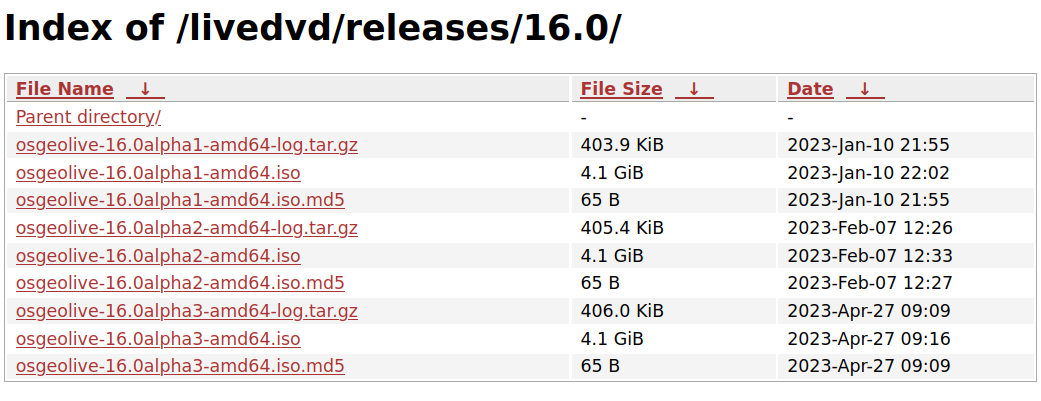 Index of /livedvd/releases/16.0/
File Name ↓ File Size ↓ Date ↓
Parent directory/ - -
osgeolive-16.0alpha1-amd64-log.tar.gz 403.9 KiB 2023-Jan-10 21:55
osgeolive-16.0alpha1-amd64.iso 4.1 GiB 2023-Jan-10 22:02
osgeolive-16.0alpha1-amd64.iso.md5 65 B 2023-Jan-10 21:55
osgeolive-16.0alpha2-amd64-log.tar.gz 405.4 KiB 2023-Feb-07 12:26
osgeolive-16.0alpha2-amd64.iso 4.1 GiB 2023-Feb-07 12:33
osgeolive-16.0alpha2-amd64.iso.md5 65 B 2023-Feb-07 12:27
osgeolive-16.0alpha3-amd64-log.tar.gz 406.0 KiB 2023-Apr-27 09:09
osgeolive-16.0alpha3-amd64.iso 4.1 GiB 2023-Apr-27 09:16
osgeolive-16.0alpha3-amd64.iso.md5 65 B 2023-Apr-27 09:09